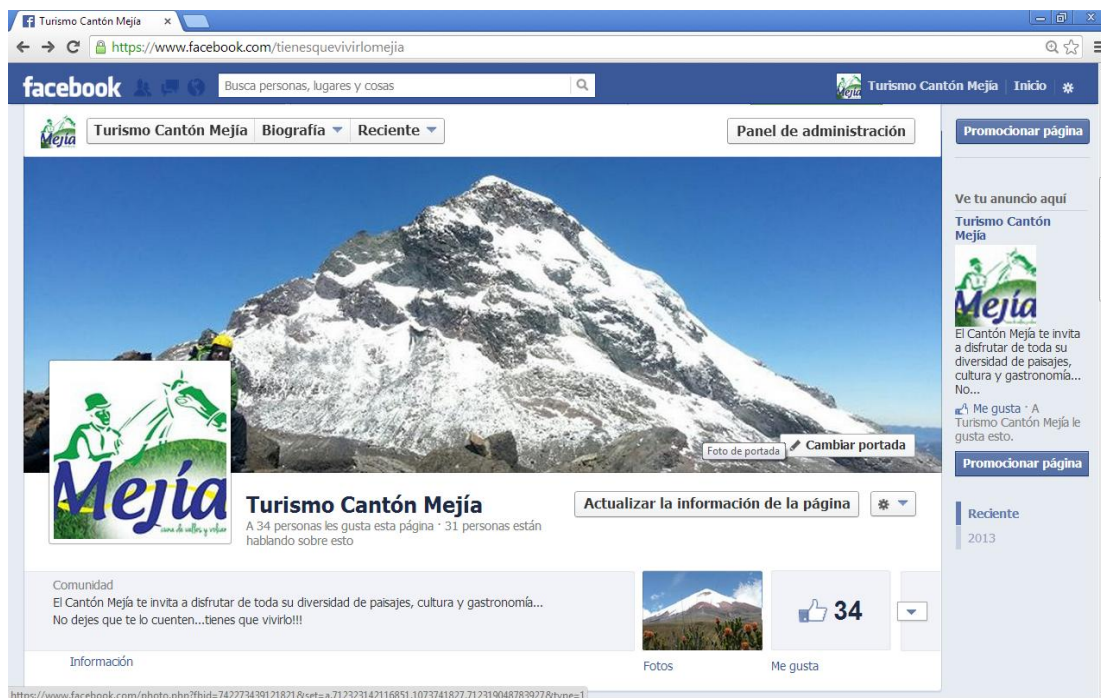 Turismo Cantón Mejía
https://www.facebook.com/tienesquevivirlomejia
facebook
Busca personas, lugares y cosas
Turismo Cantón Mejía Inicio
Mejía
Turismo Cantón Mejía Biografía Reciente
Panel de administración
Promocionar página
Ve tu anuncio aquí
Turismo Cantón
Mejía
Mejía
El Cantón Mejía te invita
a disfrutar de toda su
diversidad de paisajes,
cultura y gastronomía...
No...
Me gusta · A
Turismo Cantón Mejía le
gusta esto.
Promocionar página
Reciente
2013
Foto de portada
Cambiar portada
Mejía
Turismo Cantón Mejía
A 34 personas les gusta esta página · 31 personas están
hablando sobre esto
Actualizar la información de la página
Comunidad
El Cantón Mejía te invita a disfrutar de toda su diversidad de paisajes, cultura y gastronomía...
No dejes que te lo cuenten...tienes que vivirlo!!!
Información
34
Fotos
Me gusta